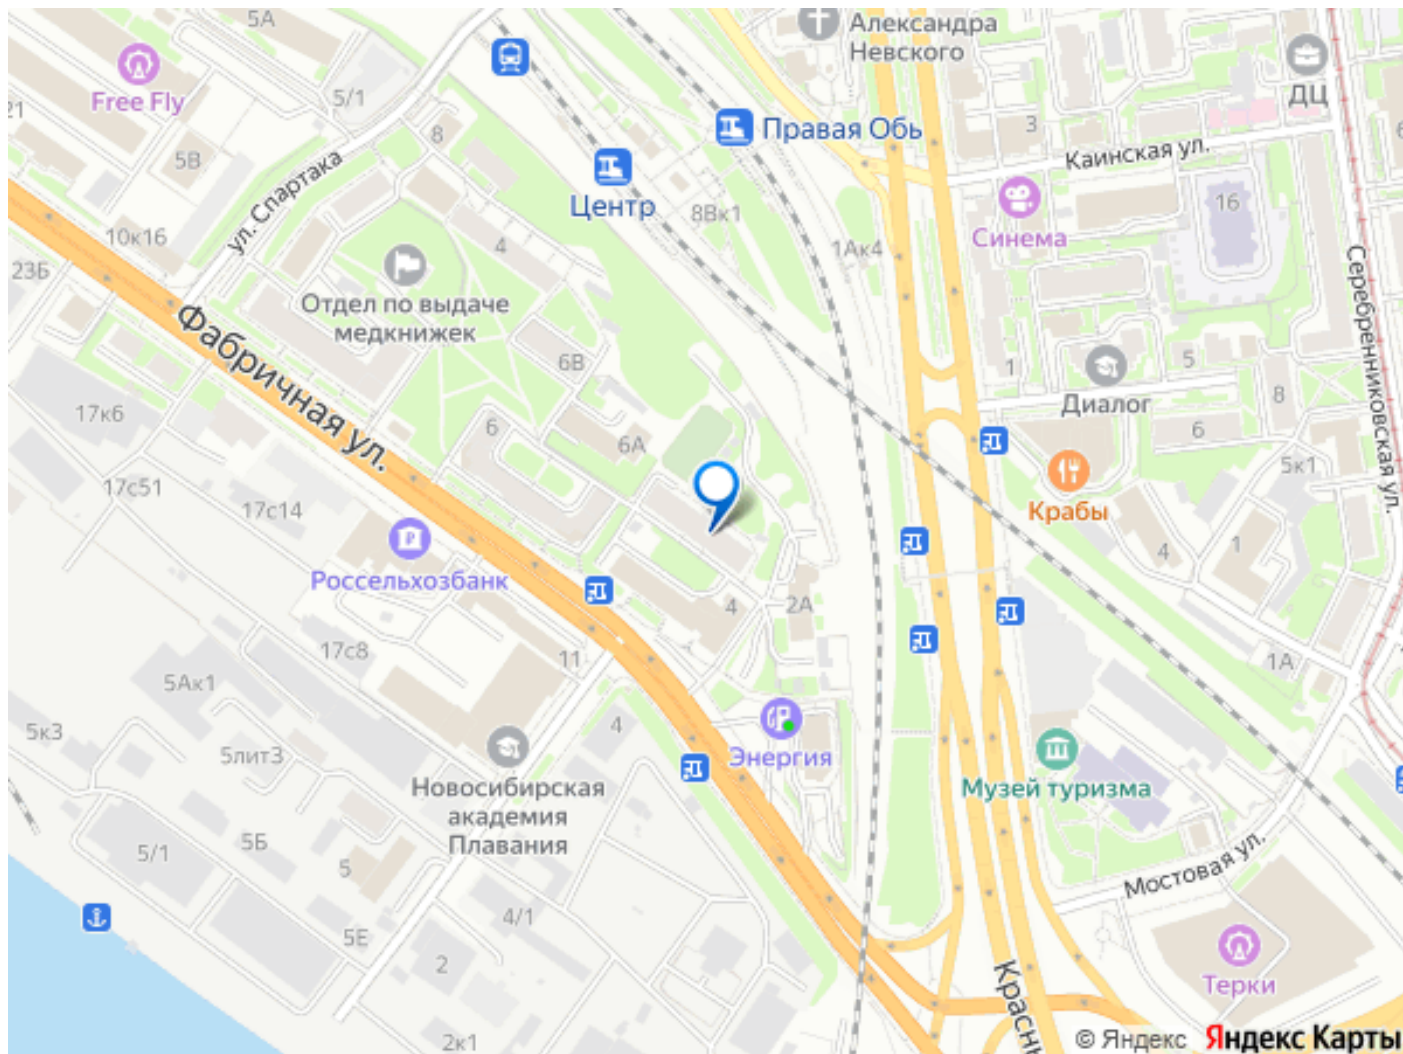 5А
Александра
Невского
ДЦ
Free Fly
5/1
21
8
3
Правая Обь
Каинская ул.
5В
ул. Спартака
Центр
8Вк1
16
10к16
4
1Ак4
Синема
23Б
Отдел по выдаче
медкнижек
Серебренниковская ул.
Фабричная ул.
6В
1
5
17к6
Диалог
8
6
6А
6
5к1
17с51
17с14
Крабы
4
1
Россельхозбанк
4
2А
17с8
11
1А
5Ак1
5к3
4
5лит3
Энергия
Новосибирская
академия
Плавания
Музей туризма
5Б
5/1
5
Мостовая ул.
4/1
5Е
2
Терки
Красн
2к1
© Яндекс Яндекс Карты